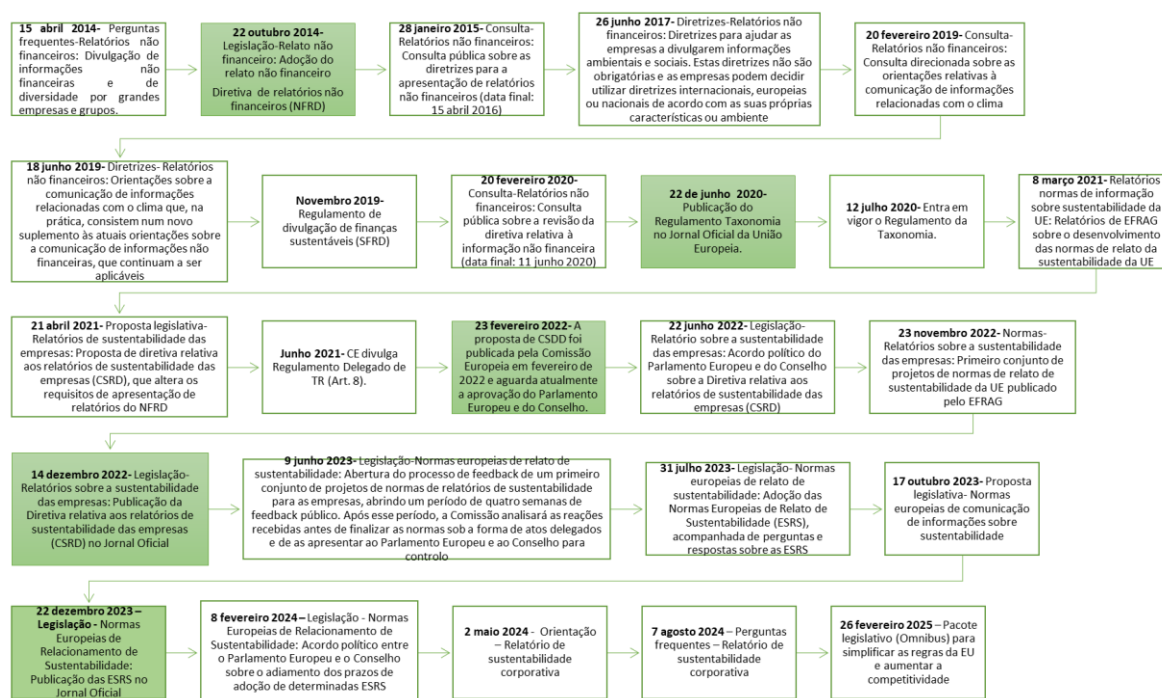 15 abril 2014- Perguntas
frequentes-Relatórios não
financeiros: Divulgação de
informações não
financeiras e de
diversidade por grandes
empresas e grupos.
22 outubro 2014-
Legislação-Relato não
financeiro: Adoção do
relato não financeiro
Diretiva de relatórios não
financeiros (NFRD)
28 janeiro 2015- Consulta-
Relatórios não financeiros:
Consulta pública sobre as
diretrizes para a
apresentação de relatórios
não financeiros (data final:
15 abril 2016)
26 junho 2017- Diretrizes-Relatórios não
financeiros: Diretrizes para ajudar as
empresas a divulgarem informações
ambientais e sociais. Estas diretrizes não são
obrigatórias e as empresas podem decidir
utilizar diretrizes internacionais, europeias
ou nacionais de acordo com as suas próprias
características ou ambiente
20 fevereiro 2019- Consulta-
Relatórios não financeiros:
Consulta direcionada sobre as
orientações relativas à
comunicação de informações
relacionadas com o clima
18 junho 2019- Diretrizes- Relatórios
não financeiros: Orientações sobre a
comunicação de informações
relacionadas com o clima que, na
prática, consistem num novo
suplemento às atuais orientações sobre
a comunicação de informações não
financeiras, que continuam a ser
aplicáveis
Novembro 2019-
Regulamento de
divulgação de finanças
sustentáveis (SFRD)
20 fevereiro 2020-
Consulta-Relatórios não
financeiros: Consulta
pública sobre a revisão da
diretiva relativa à
informação não financeira
(data final: 11 junho 2020)
22 de junho 2020-
Publicação do
Regulamento Taxonomia
no Jornal Oficial da União
Europeia.
12 julho 2020- Entra em
vigor o Regulamento da
Taxonomia.
8 março 2021- Relatórios
normas de informação
sobre sustentabilidade da
UE: Relatórios de EFRAG
sobre o desenvolvimento
das normas de relato da
sustentabilidade da UE
21 abril 2021- Proposta legislativa-
Relatórios de sustentabilidade das
empresas: Proposta de diretiva relativa
aos relatórios de sustentabilidade das
empresas (CSRD), que altera os
requisitos de apresentação de
relatórios do NFRD
Junho 2021- CE divulga
Regulamento Delegado de
TR (Art. 8).
23 fevereiro 2022- A
proposta de CSDD foi
publicada pela Comissão
Europeia em fevereiro de
2022 e aguarda atualmente
a aprovação do Parlamento
Europeu e do Conselho.
22 junho 2022- Legislação-
Relatório sobre a sustentabilidade
das empresas: Acordo político do
Parlamento Europeu e do Conselho
sobre a Diretiva relativa aos
relatórios de sustentabilidade das
empresas (CSRD)
23 novembro 2022- Normas-
Relatórios sobre a sustentabilidade
das empresas: Primeiro conjunto
de projetos de normas de relato de
sustentabilidade da UE publicado
pelo EFRAG
14 dezembro 2022- Legislação-
Relatórios sobre a sustentabilidade
das empresas: Publicação da
Diretiva relativa aos relatórios de
sustentabilidade das empresas
(CSRD) no Jornal Oficial
9 junho 2023- Legislação-Normas europeias de relato de
sustentabilidade: Abertura do processo de feedback de um primeiro
conjunto de projetos de normas de relatórios de sustentabilidade
para as empresas, abrindo um período de quatro semanas de
feedback público. Após esse período, a Comissão analisará as reações
recebidas antes de finalizar as normas sob a forma de atos delegados
e de as apresentar ao Parlamento Europeu e ao Conselho para
controlo
31 julho 2023- Legislação- Normas
europeias de relato de
sustentabilidade: Adoção das
Normas Europeias de Relato de
Sustentabilidade (ESRS),
acompanhada de perguntas e
respostas sobre as ESRS
17 outubro 2023- Proposta
legislativa- Normas
europeias de comunicação
de informações sobre
sustentabilidade
22 dezembro 2023 –
Legislação - Normas
Europeias de
Relacionamento de
Sustentabilidade:
Publicação das ESRS no
Jornal Oficial
8 fevereiro 2024 – Legislação - Normas
Europeias de Relacionamento de
Sustentabilidade: Acordo político entre
o Parlamento Europeu e o Conselho
sobre o adiamento dos prazos de
adoção de determinadas ESRS
2 maio 2024 - Orientação
– Relatório de
sustentabilidade
corporativa
7 agosto 2024 – Perguntas
frequentes – Relatório de
sustentabilidade
corporativa
26 fevereiro 2025 – Pacote
legislativo (Omnibus) para
simplificar as regras da EU
e aumentar a
competitividade